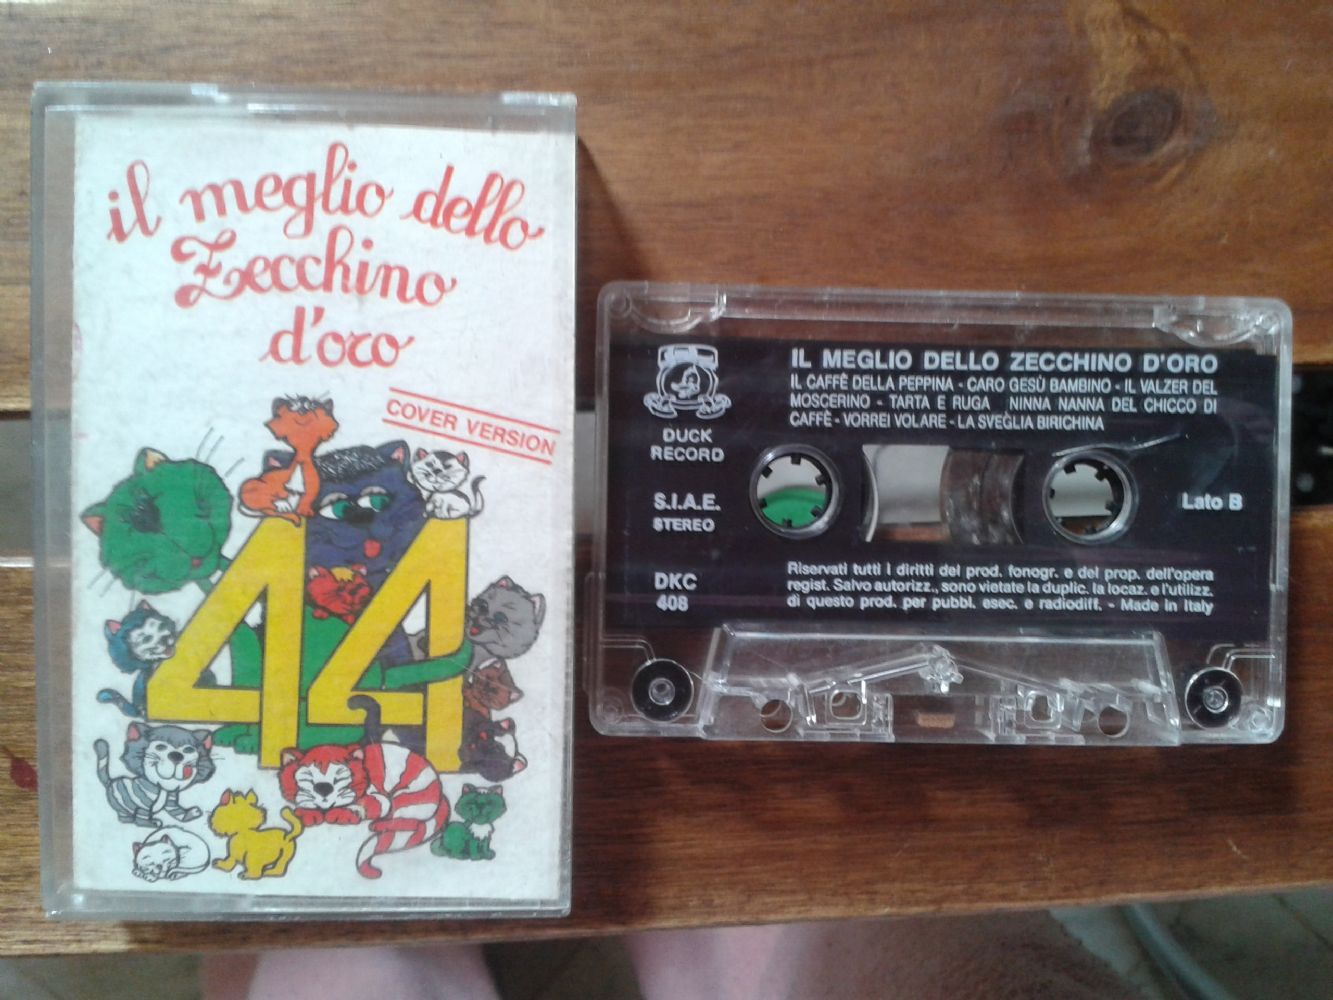 il meglio dello
Zecchino
d'oro
COVER VERSION
44
IL MEGLIO DELLO ZECCHINO D'ORO
IL CAFFÈ DELLA PEPPINA - CARO GESÙ BAMBINO - IL VALZER DEL
MOSCERINO - TARTA E RUGA NINNA NANNA DEL CHICCO DI
CAFFÈ - VORREI VOLARE - LA SVEGLIA BIRICHINA
DUCK
RECORD
S.I.A.E.
STEREO
Lato B
DKC
408
Riservati tutti i diritti del prod. fonogr. e del prop. dell'opera
regist. Salvo autorizz., sono vietate la duplic. la locaz. e l'utilizz.
di questo prod. per pubbl. esec. e radiodiff. - Made in Italy